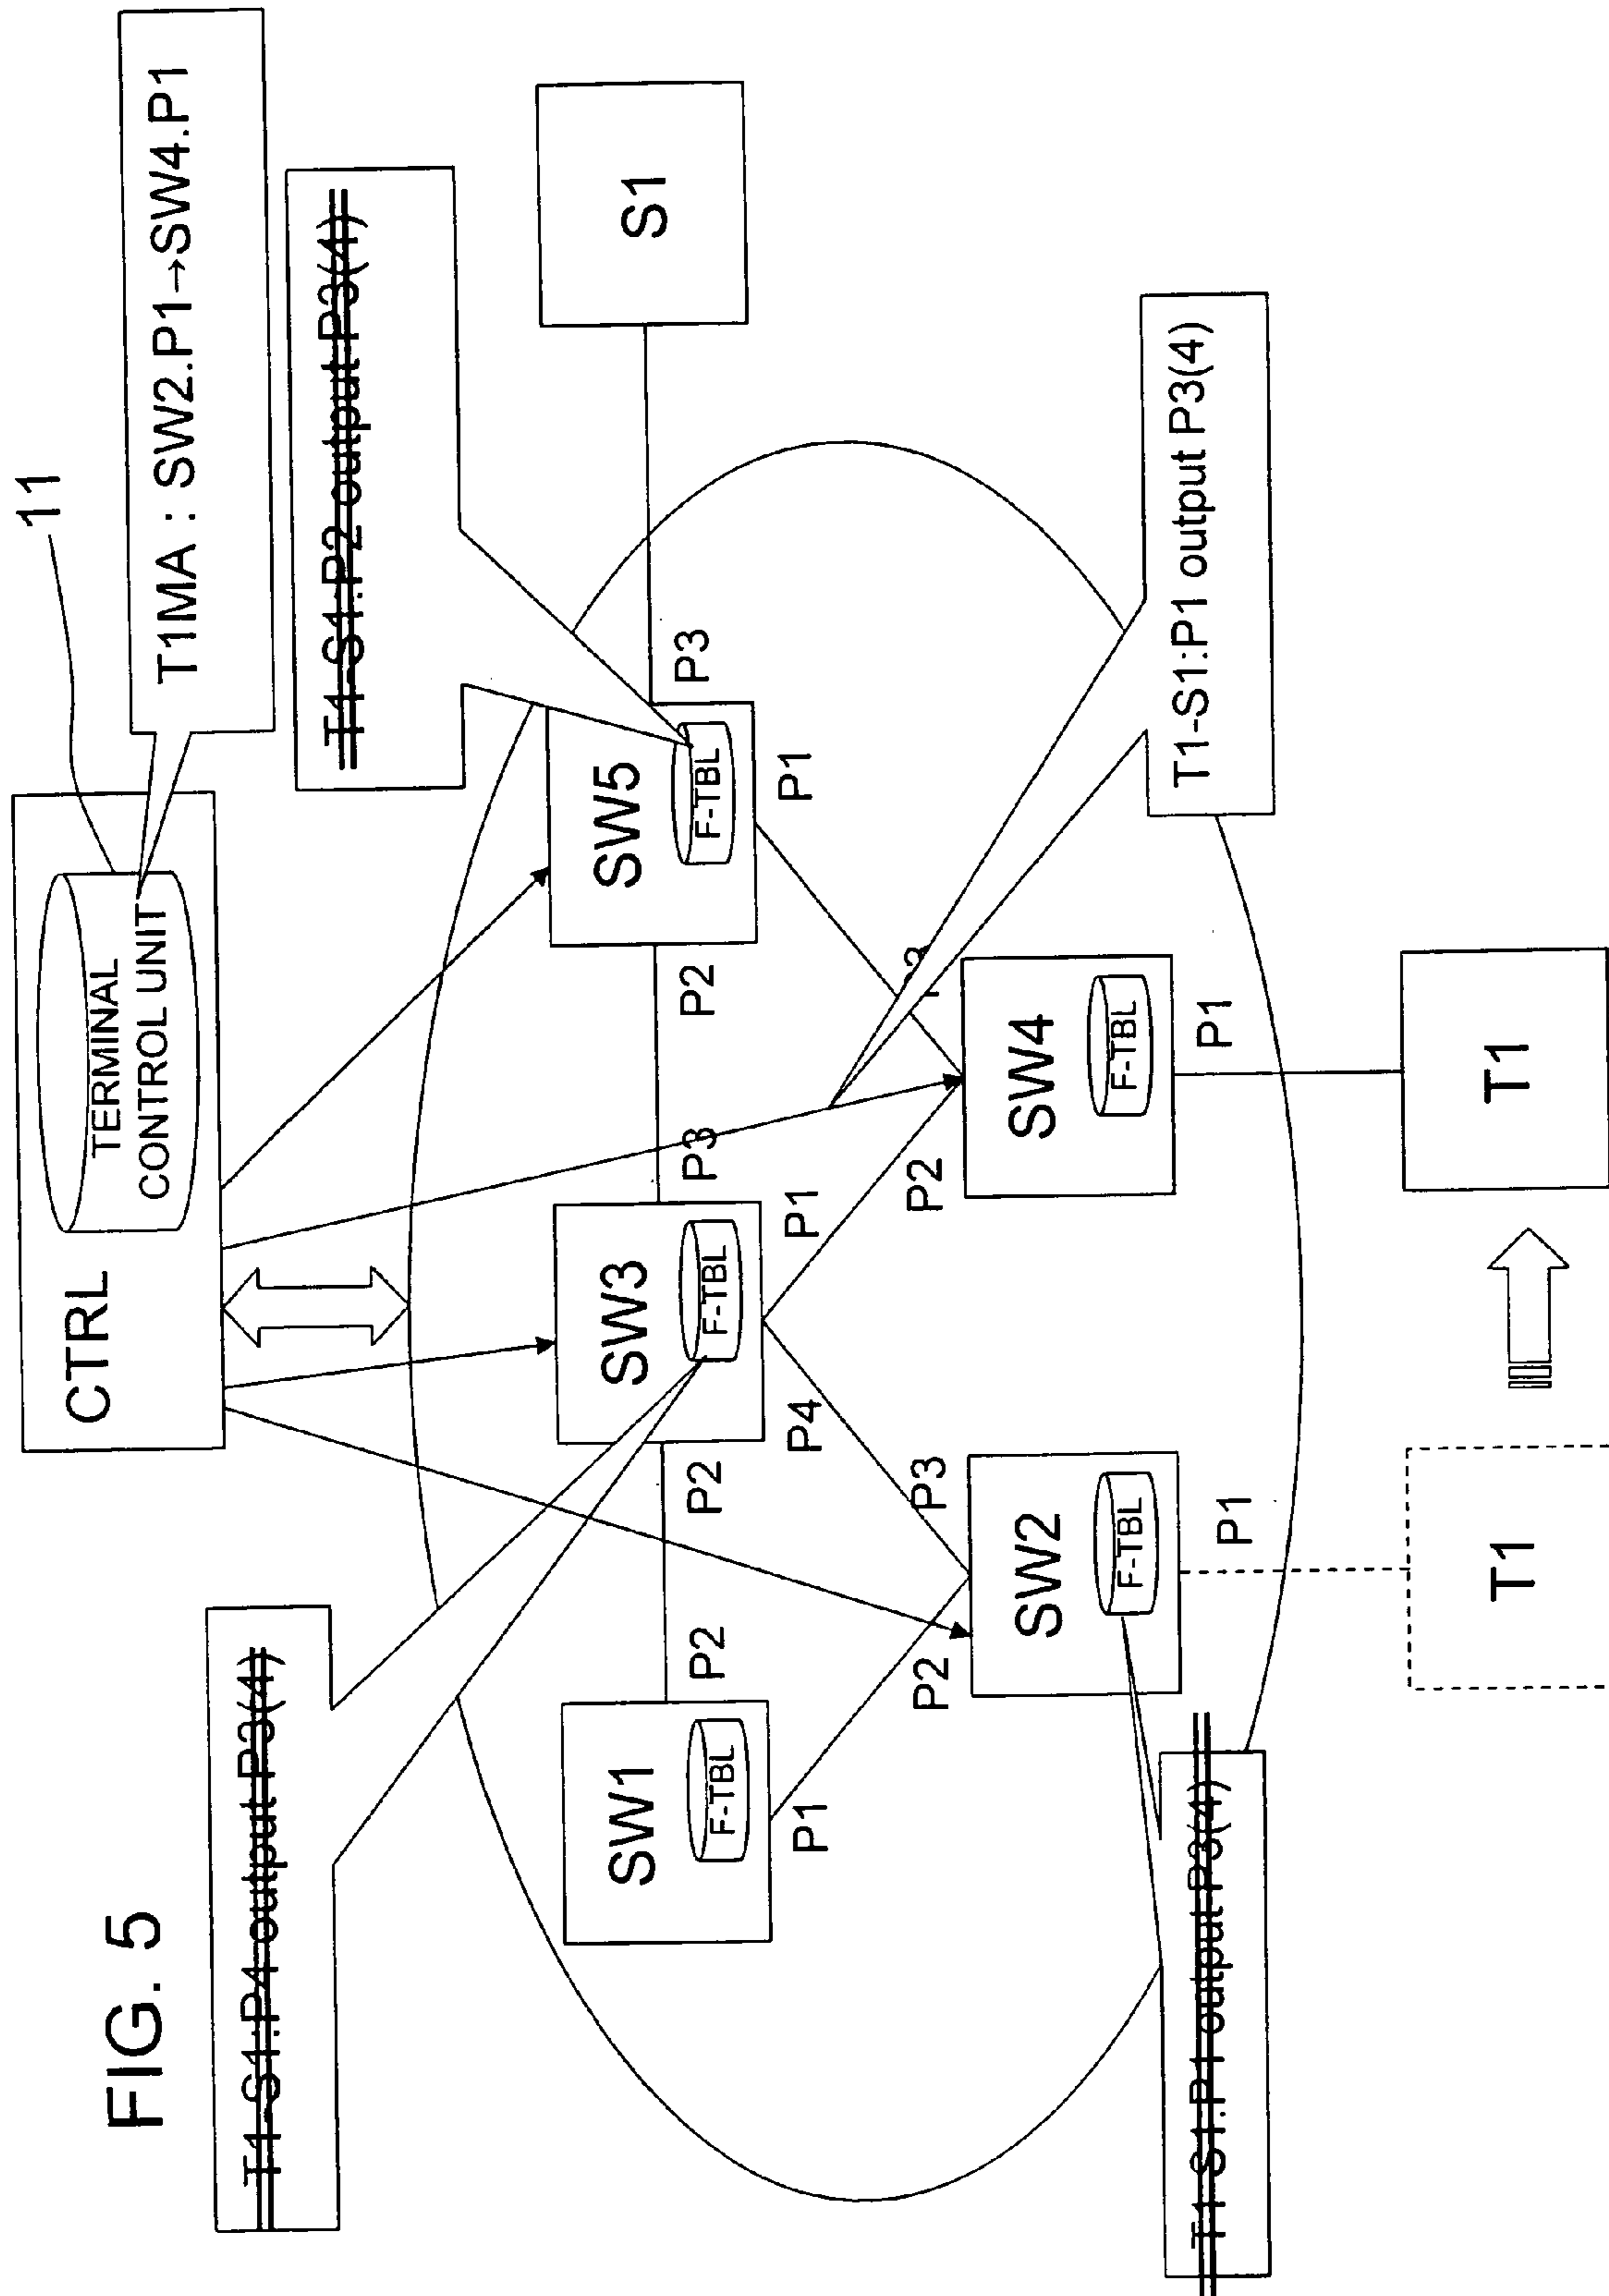 FIG. 5
CTRL
TERMINAL
CONTROL UNIT
11
T1MA : SW2.P1→SW4.P1
T1-S1:P4 output P3(4)
T1-S1:P2 output P3(4)
SW1
F-TBL
P2
P1
P2
SW3
F-TBL
P3
P4
P1
P2
SW5
F-TBL
P3
P1
S1
P2
P3
SW2
F-TBL
P1
P2
SW4
F-TBL
P1
T1-S1:P1 output P3(4)
T1-S1:P1 output P3(4)
T1
T1